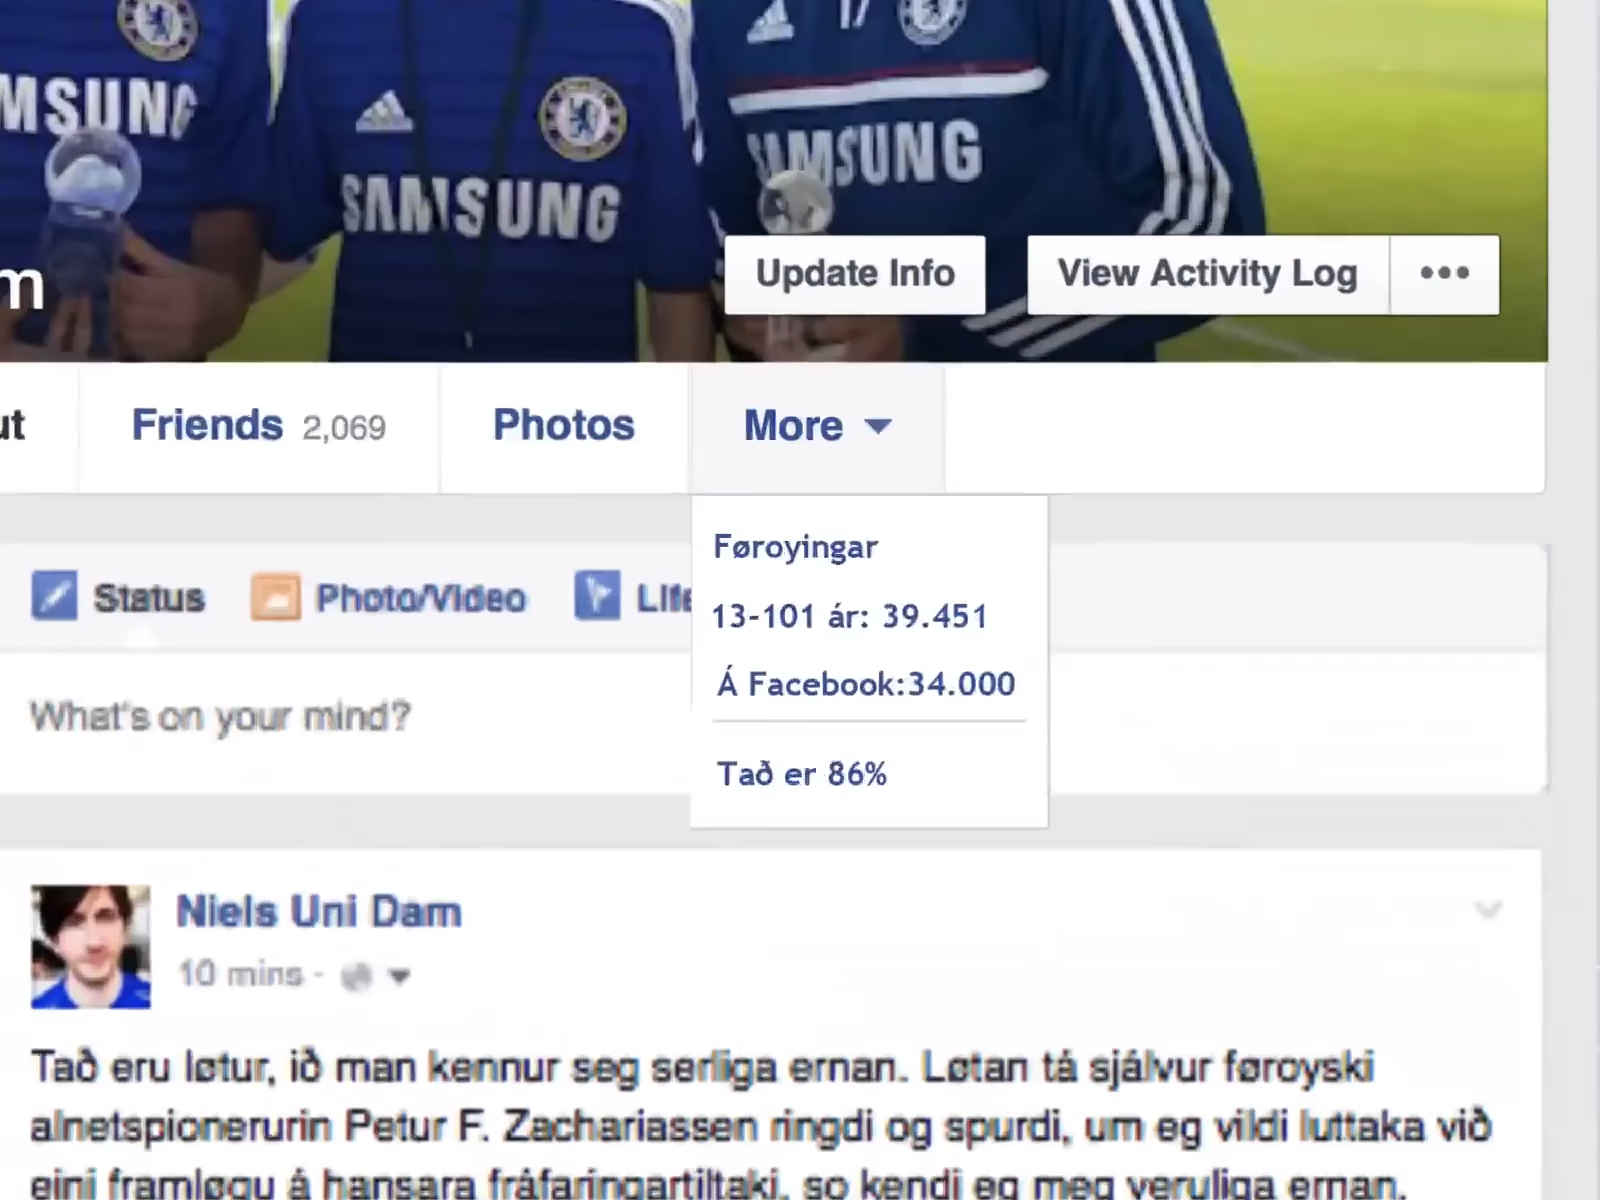 SAMSUNG
SAMSUNG
Update Info
View Activity Log
Friends 2,069
Photos
More
Føroyingar
13-101 ár: 39.451
Á Facebook:34.000
Tað er 86%
Status
Photo/Video
What's on your mind?
Niels Uni Dam
10 mins ·
Tað eru løtur, ið man kennur seg serliga ernan. Løtan tá sjálvur føroyski
alnetspionerurin Petur F. Zachariassen ringdi og spurdi, um eg vildi luttaka við
eini framløgu á hansara fráfaringartiltaki, so kendi eg meg veruliga ernan.